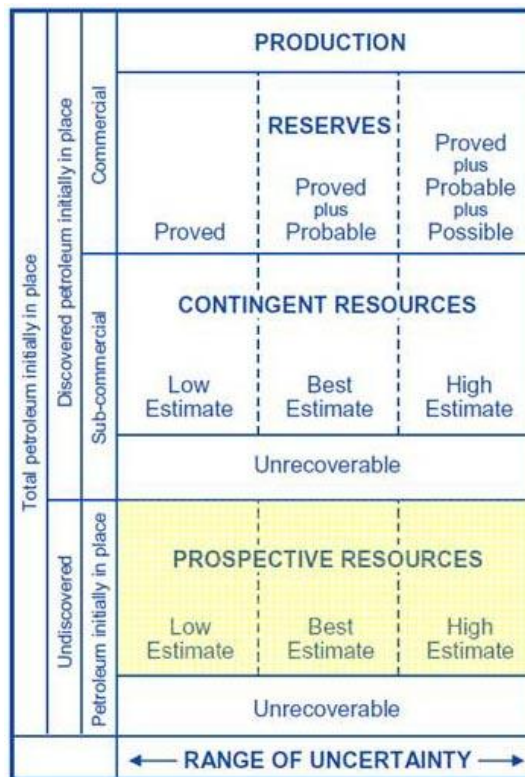 PRODUCTION
RESERVES
Proved
Proved
plus
Probable
Proved
plus
Probable
plus
Possible
CONTINGENT RESOURCES
Low
Estimate
Best
Estimate
High
Estimate
Unrecoverable
PROSPECTIVE RESOURCES
Low
Estimate
Best
Estimate
High
Estimate
Unrecoverable
RANGE OF UNCERTAINTY
Total petroleum initially in place
Discovered petroleum initially in place
Commercial
Sub-commercial
Undiscovered
Petroleum initially in place